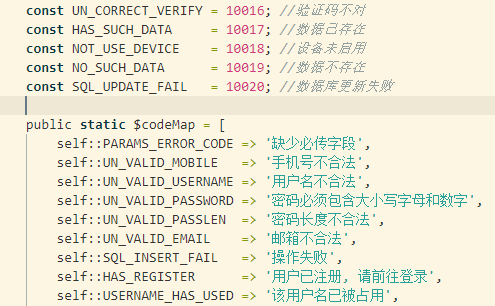 const UN_CORRECT_VERIFY = 10016; //验证码不对
const HAS_SUCH_DATA     = 10017; //数据已存在
const NOT_USE_DEVICE    = 10018; //设备未启用
const NO_SUCH_DATA      = 10019; //数据不存在
const SQL_UPDATE_FAIL   = 10020; //数据库更新失败
public static $codeMap = [
    self::PARAMS_ERROR_CODE => '缺少必传字段',
    self::UN_VALID_MOBILE   => '手机号不合法',
    self::UN_VALID_USERNAME => '用户名不合法',
    self::UN_VALID_PASSWORD => '密码必须包含大小写字母和数字',
    self::UN_VALID_PASSLEN  => '密码长度不合法',
    self::UN_VALID_EMAIL    => '邮箱不合法',
    self::SQL_INSERT_FAIL   => '操作失败',
    self::HAS_REGISTER      => '用户已注册, 请前往登录',
    self::USERNAME_HAS_USED => '该用户名已被占用',